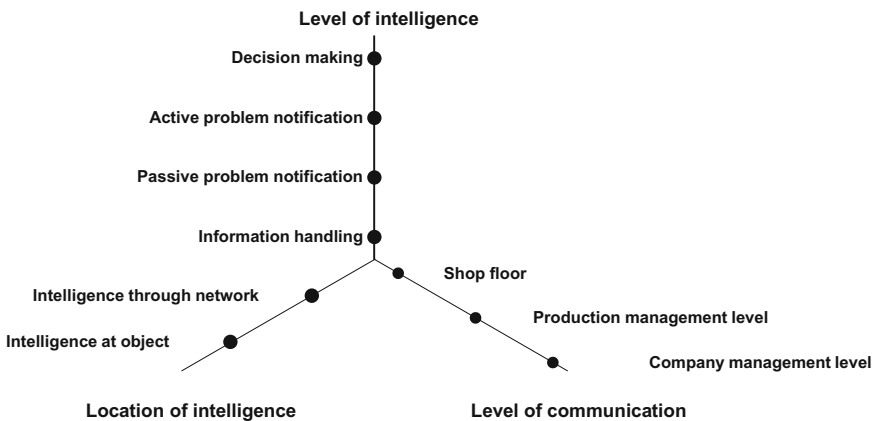 Level of intelligence
Decision making
Active problem notification
Passive problem notification
Information handling
Shop floor
Intelligence through network
Production management level
Intelligence at object
Company management level
Location of intelligence
Level of communication